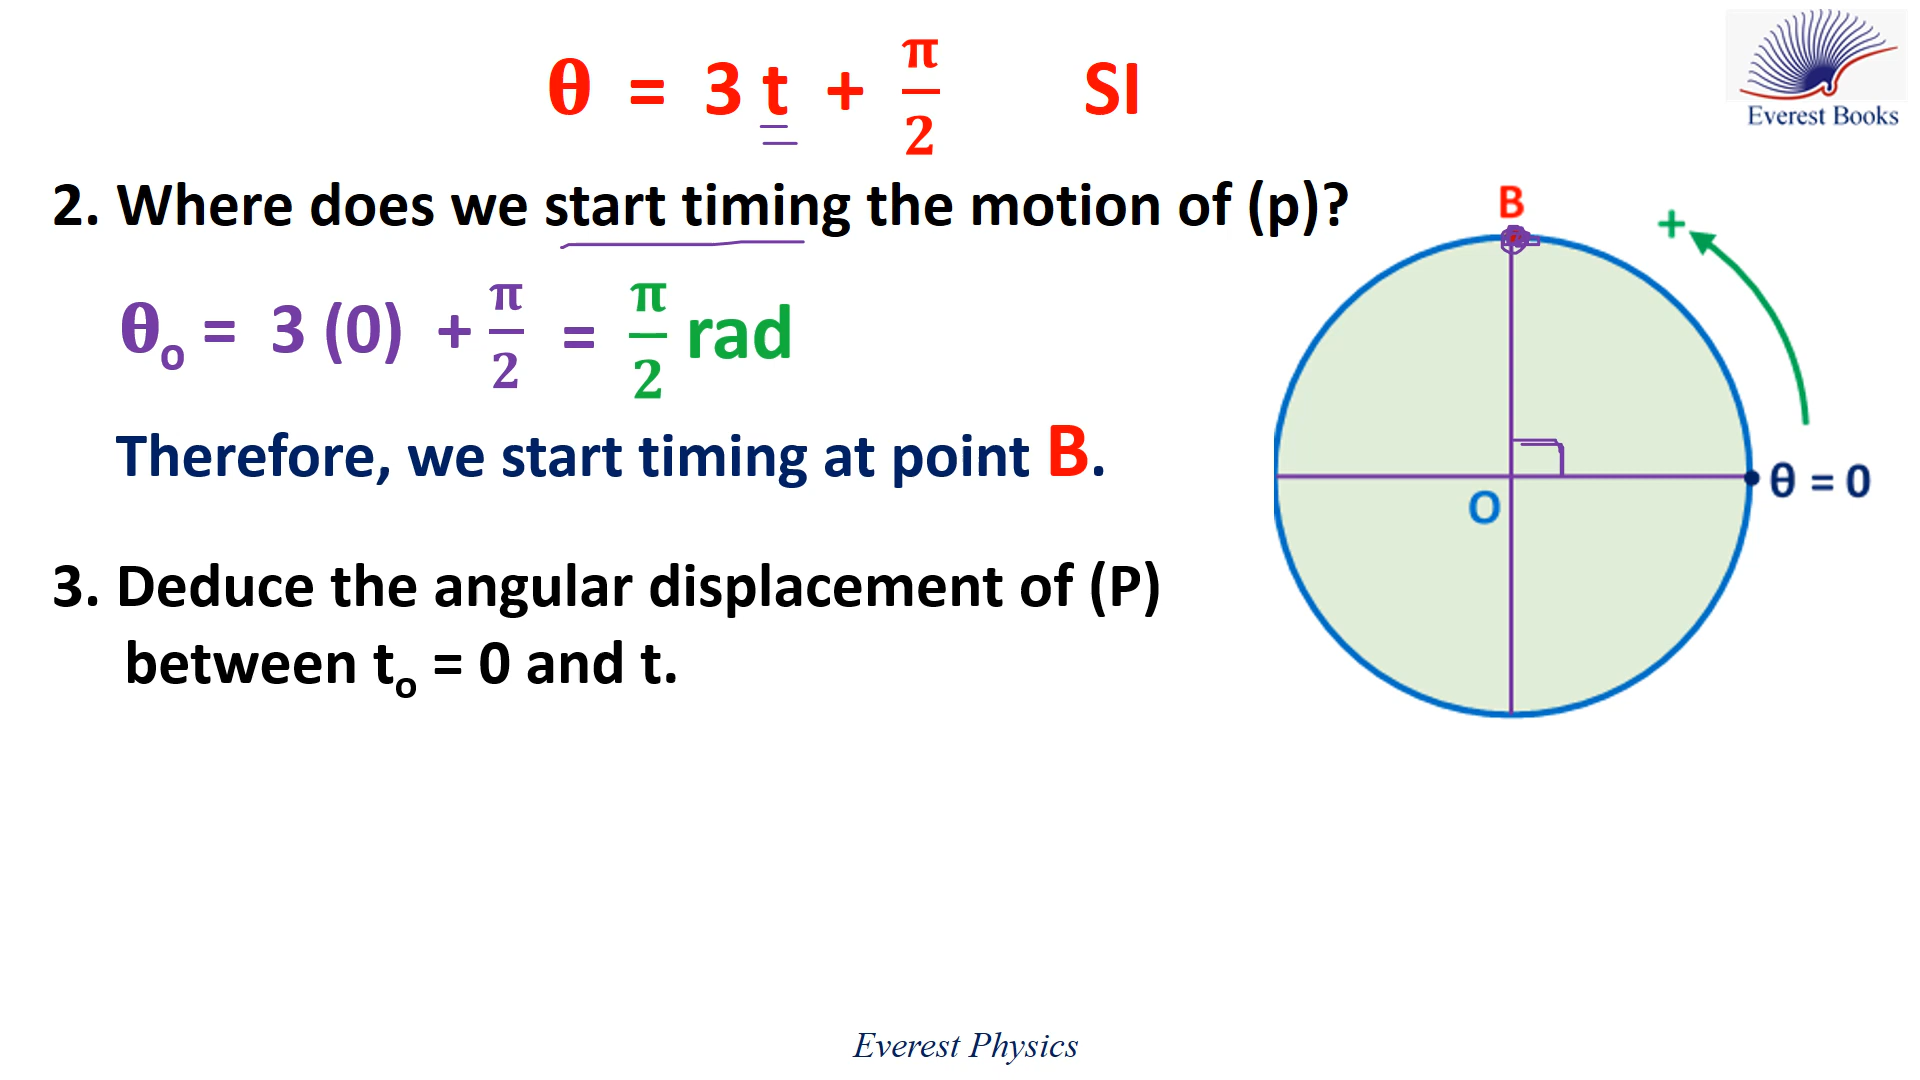 θ = 3 t + π/2 SI
Everest Books
2. Where does we start timing the motion of (p)?
B
+
θₒ = 3 (0) + π/2 = π/2 rad
Therefore, we start timing at point B.
θ = 0
O
3. Deduce the angular displacement of (P)
between tₒ = 0 and t.
Everest Physics